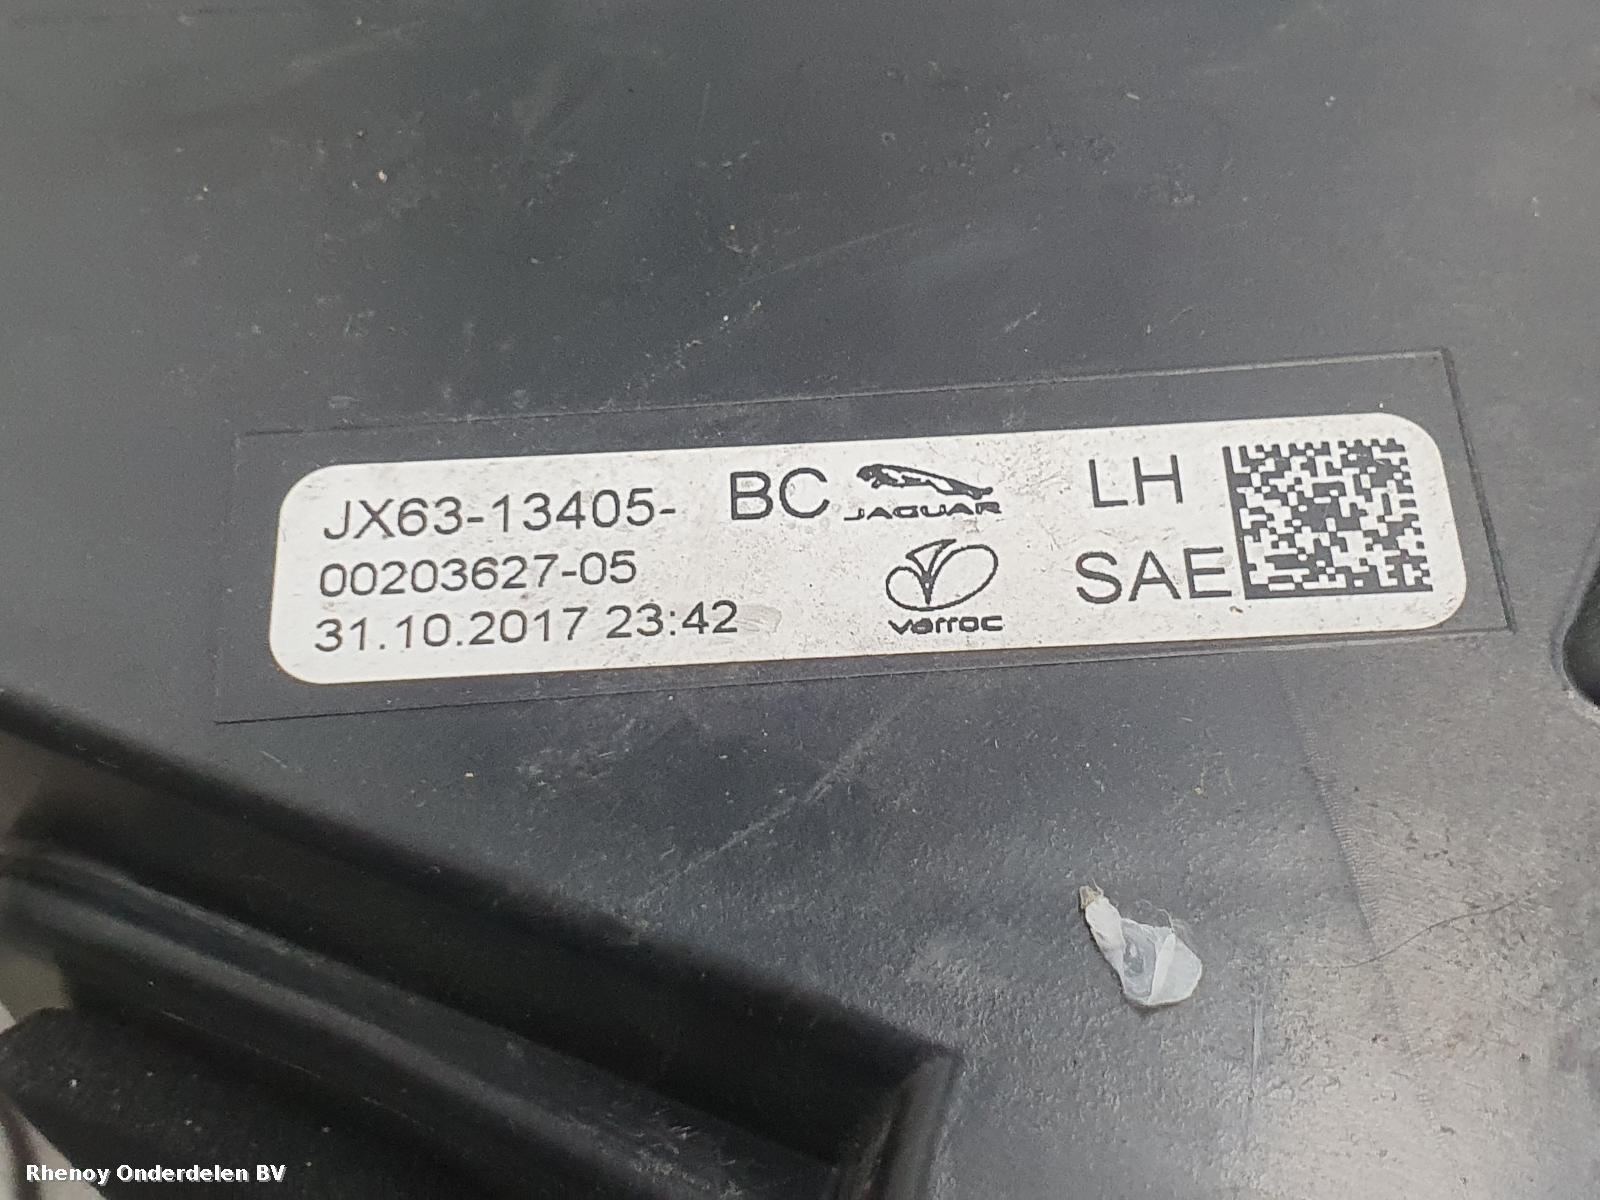 JX63-13405- BC JAGUAR LH
00203627-05 varroc SAE
31.10.2017 23:42
Rhenoy Onderdelen BV